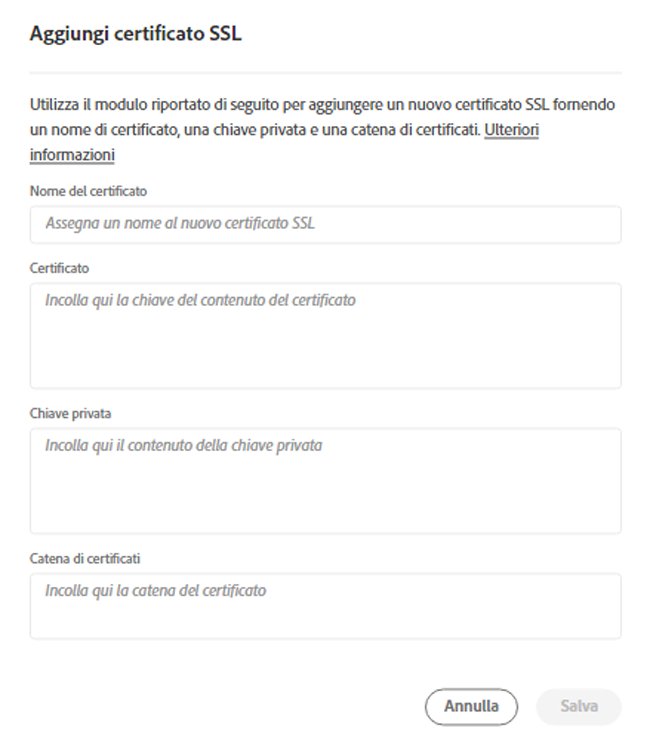 Aggiungi certificato SSL
Utilizza il modulo riportato di seguito per aggiungere un nuovo certificato SSL fornendo
un nome di certificato, una chiave privata e una catena di certificati. Ulteriori
informazioni
Nome del certificato
Assegna un nome al nuovo certificato SSL
Certificato
Incolla qui la chiave del contenuto del certificato
Chiave privata
Incolla qui il contenuto della chiave privata
Catena di certificati
Incolla qui la catena del certificato
Annulla Salva